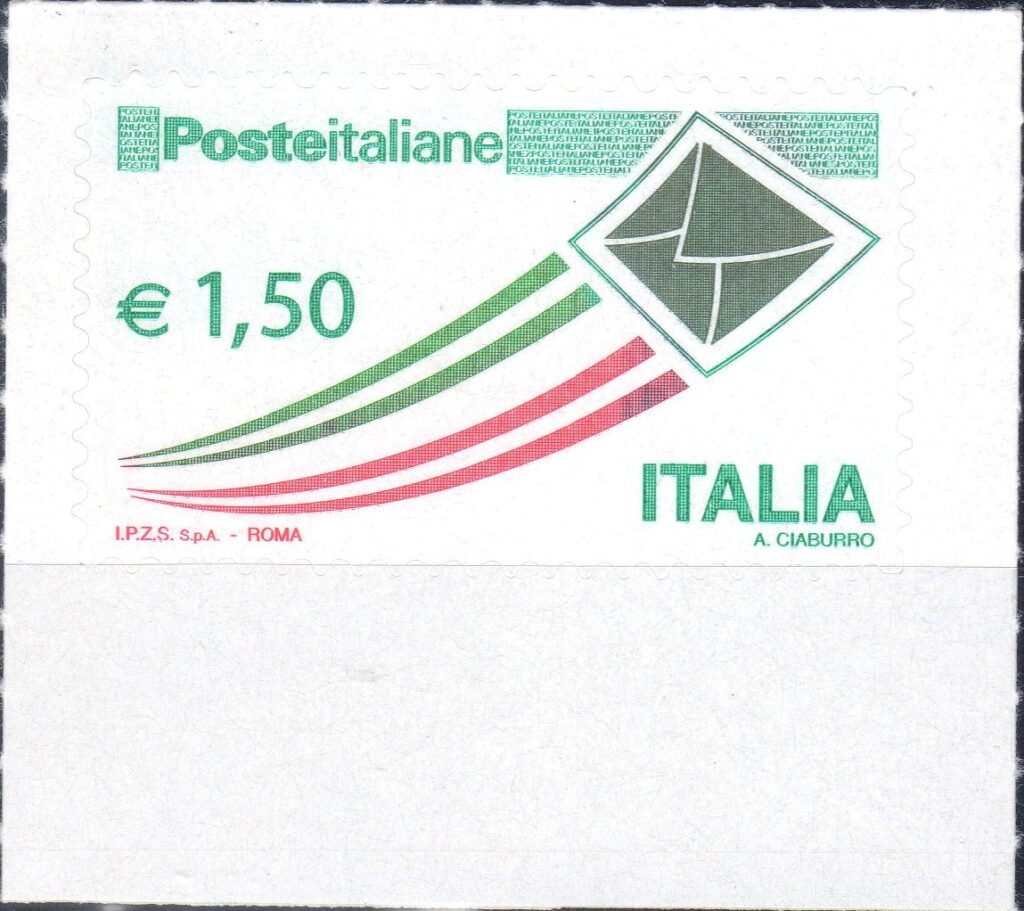 Posteitaliane
€ 1,50
ITALIA
I.P.Z.S. S.p.A. - ROMA
A. CIABURRO